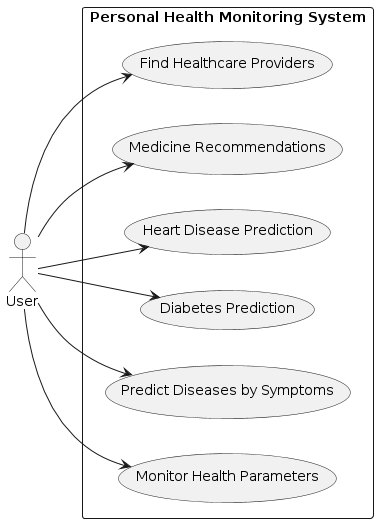 Personal Health Monitoring System
Find Healthcare Providers
Medicine Recommendations
Heart Disease Prediction
Diabetes Prediction
User
Predict Diseases by Symptoms
Monitor Health Parameters